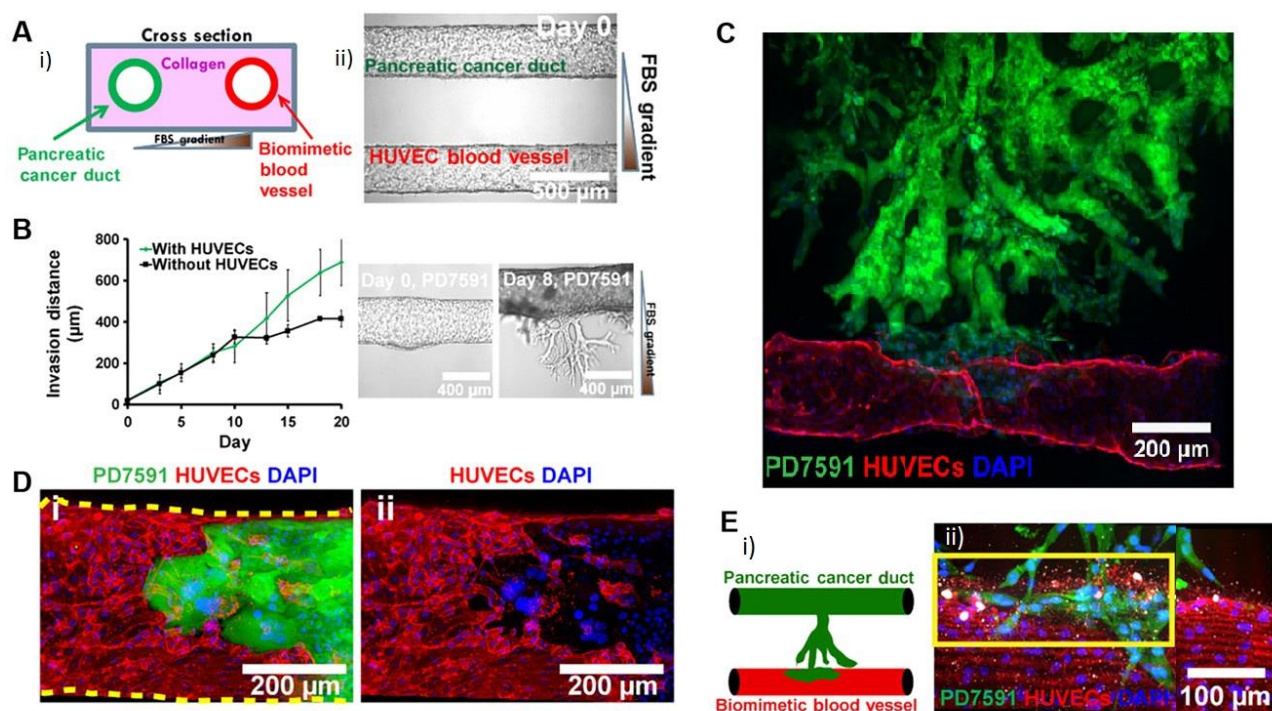 A
i)
Cross section
Collagen
FBS gradient
Pancreatic
cancer duct
Biomimetic
blood
vessel
ii)
Day 0
Pancreatic cancer duct
HUVEC blood vessel
500 µm
FBS gradient
B
Invasion distance
(µm)
800
600
400
200
0
With HUVECs
Without HUVECs
0
5
10
15
20
Day
Day 0, PD7591
400 µm
Day 8, PD7591
400 µm
FBS gradient
C
200 µm
PD7591 HUVECs DAPI
D
PD7591 HUVECs DAPI
i
200 µm
HUVECs DAPI
ii
200 µm
E
i)
Pancreatic cancer duct
Biomimetic blood vessel
ii)
100 µm
PD7591 HUVECs DAPI